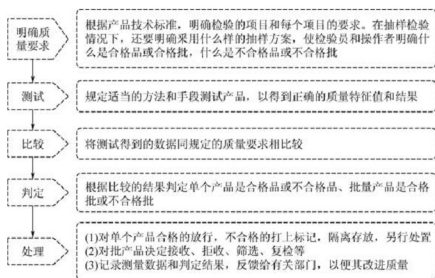 明确质
量要求
根据产品技术标准,明确检验的项目和每个项目的要求。在抽样检验
情况下,还要明确采用什么样的抽样方案,使检验员和操作者明确什
么是合格品或合格批,什么是不合格品或不合格批
测试
规定适当的方法和手段测试产品,以得到正确的质量特征值和结果
比较
将测试得到的数据同规定的质量要求相比较
判定
根据比较的结果判定单个产品是合格品或不合格品、批量产品是合格
批或不合格批
处理
(1)对单个产品合格的放行,不合格的打上标记,隔离存放,另行处置
(2)对批产品决定接收、拒收、筛选、复检等
(3)记录测量数据和判定结果,反馈给有关部门,以便其改进质量